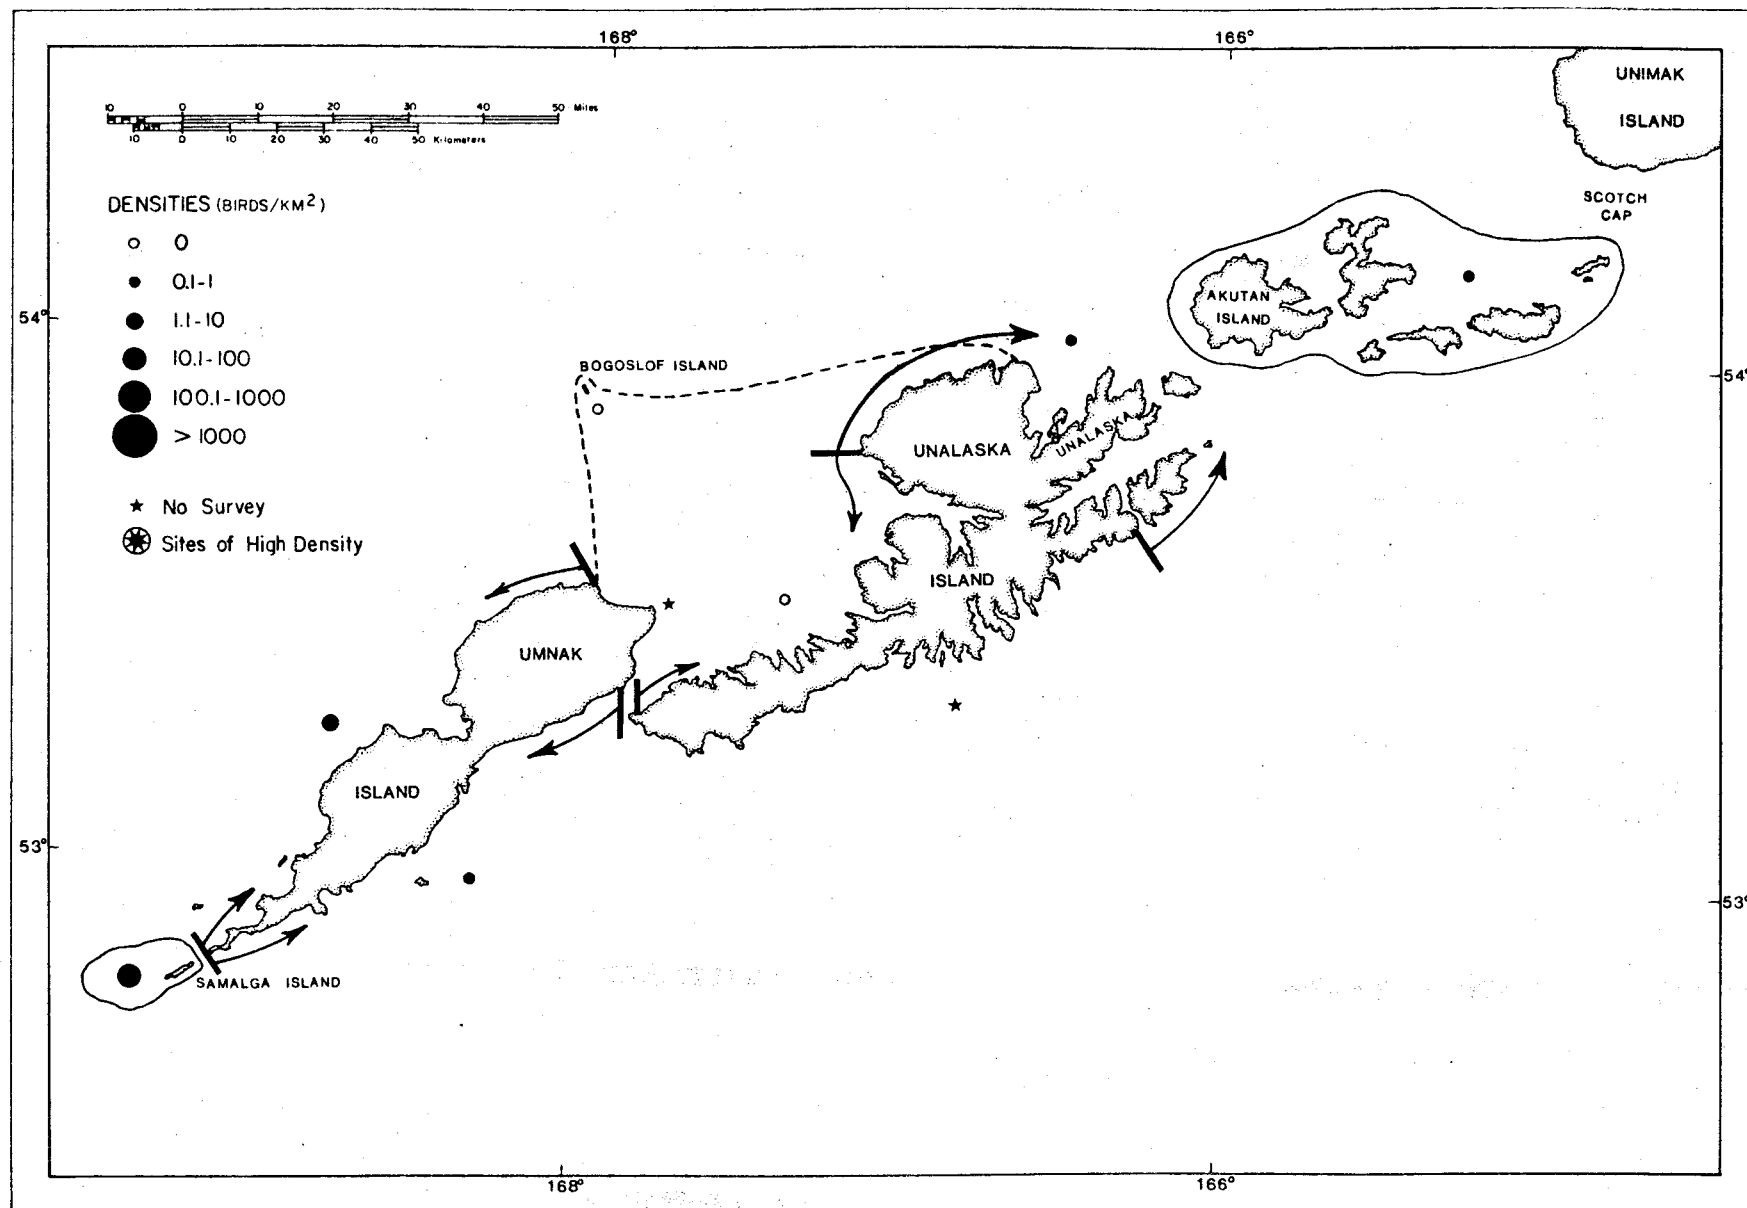 168°
166°
10 0 10 20 30 40 50 Miles
10 0 10 20 30 40 50 Kilometers
UNIMAK
ISLAND
DENSITIES (BIRDS/KM2)
0
0.1-1
1.1-10
10.1-100
100.1-1000
> 1000
No Survey
Sites of High Density
SCOTCH
CAP
AKUTAN
ISLAND
54°
54°
BOGOSLOF ISLAND
UNALASKA
UNALASKA
ISLAND
UMNAK
ISLAND
53°
53°
SAMALGA ISLAND
168°
166°